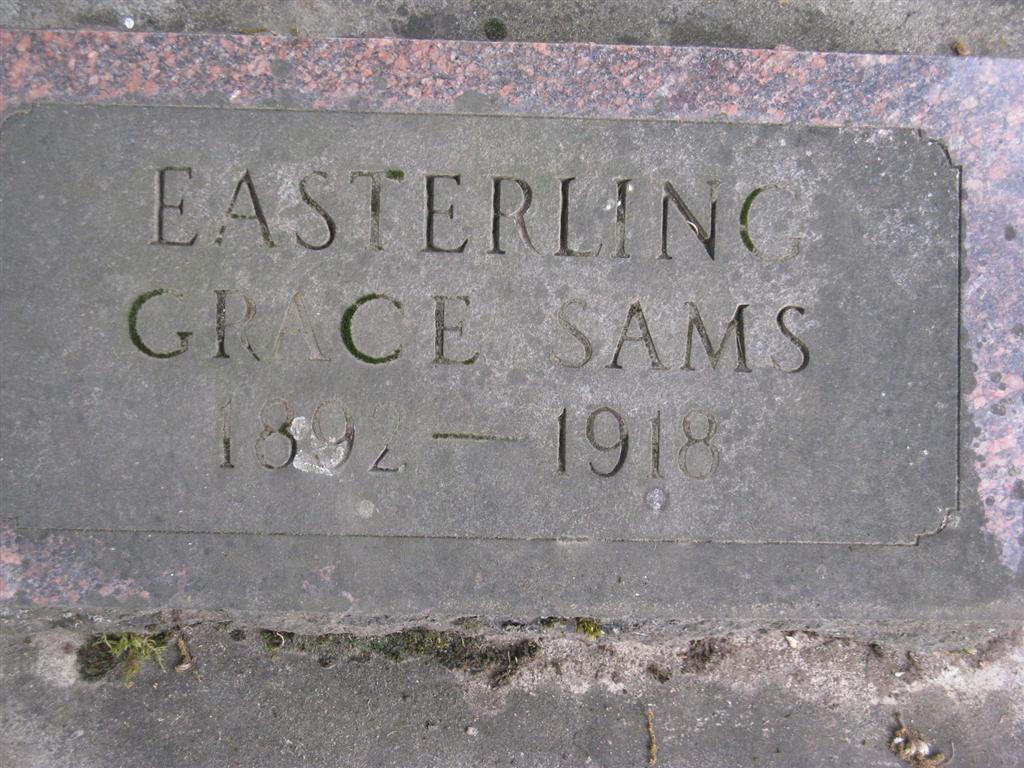 EASTERLING
GRACE SAMS
1892 — 1918